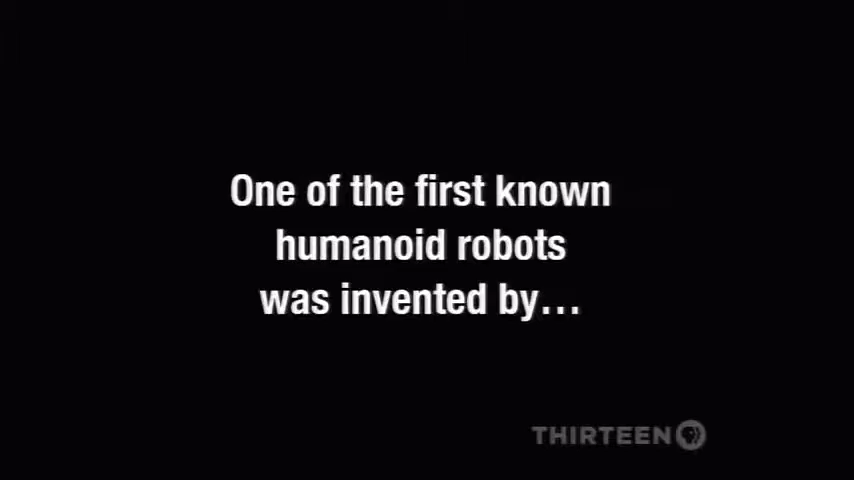 One of the first known
humanoid robots
was invented by...
THIRTEEN